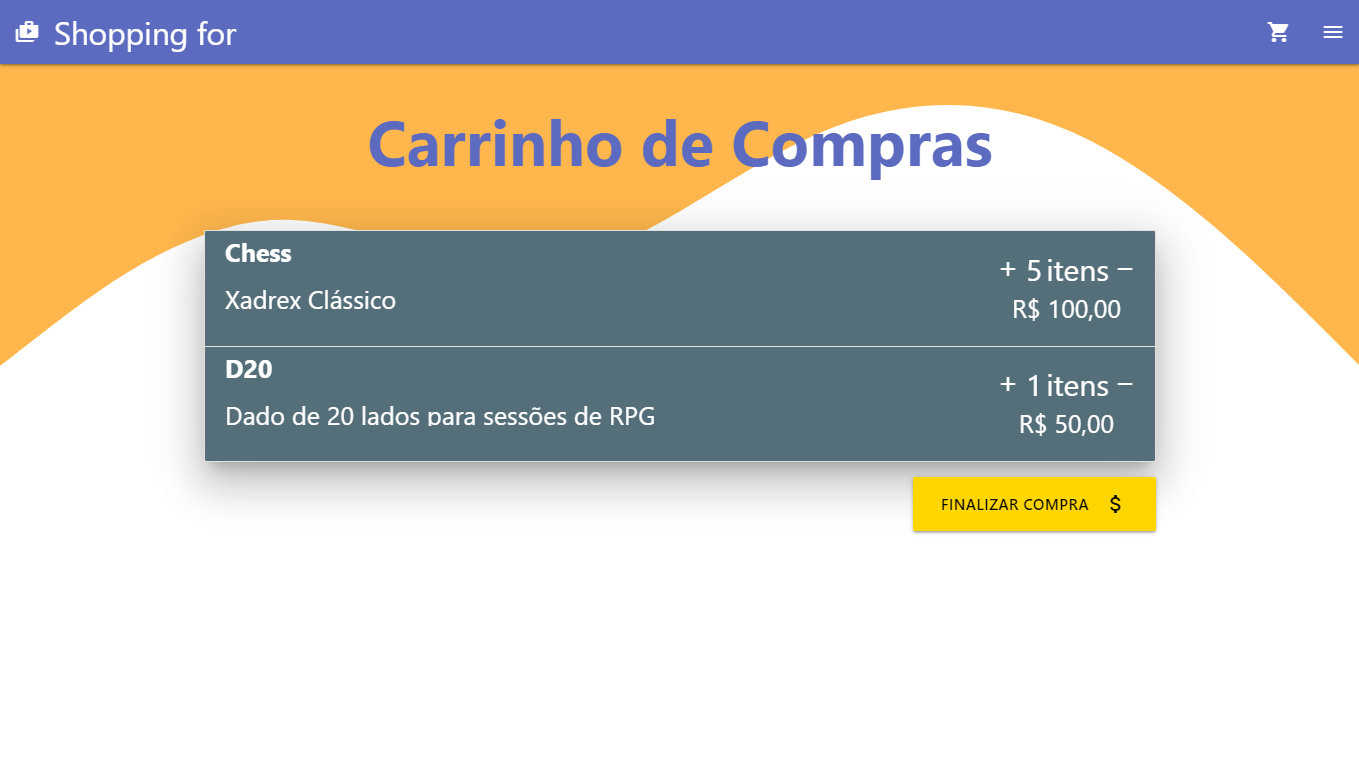 Shopping for
Carrinho de Compras
Chess
+ 5 itens −
Xadrex Clássico
R$ 100,00
D20
+ 1 itens −
Dado de 20 lados para sessões de RPG
R$ 50,00
FINALIZAR COMPRA $